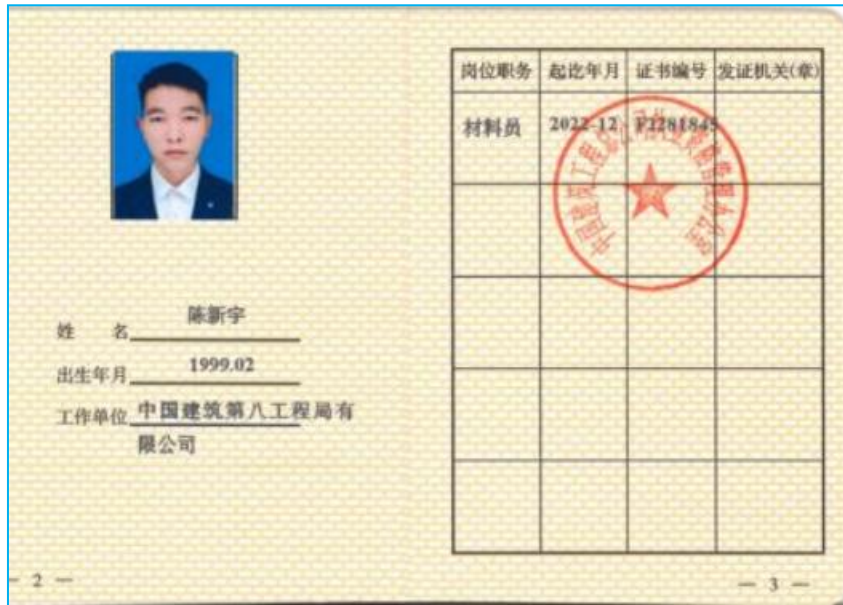 姓 名 陈新宇
出生年月 1999.02
工作单位 中国建筑第八工程局有
限公司
— 2 —
岗位职务 起讫年月 证书编号 发证机关(章)
材料员 2022-12 F2281845
— 3 —